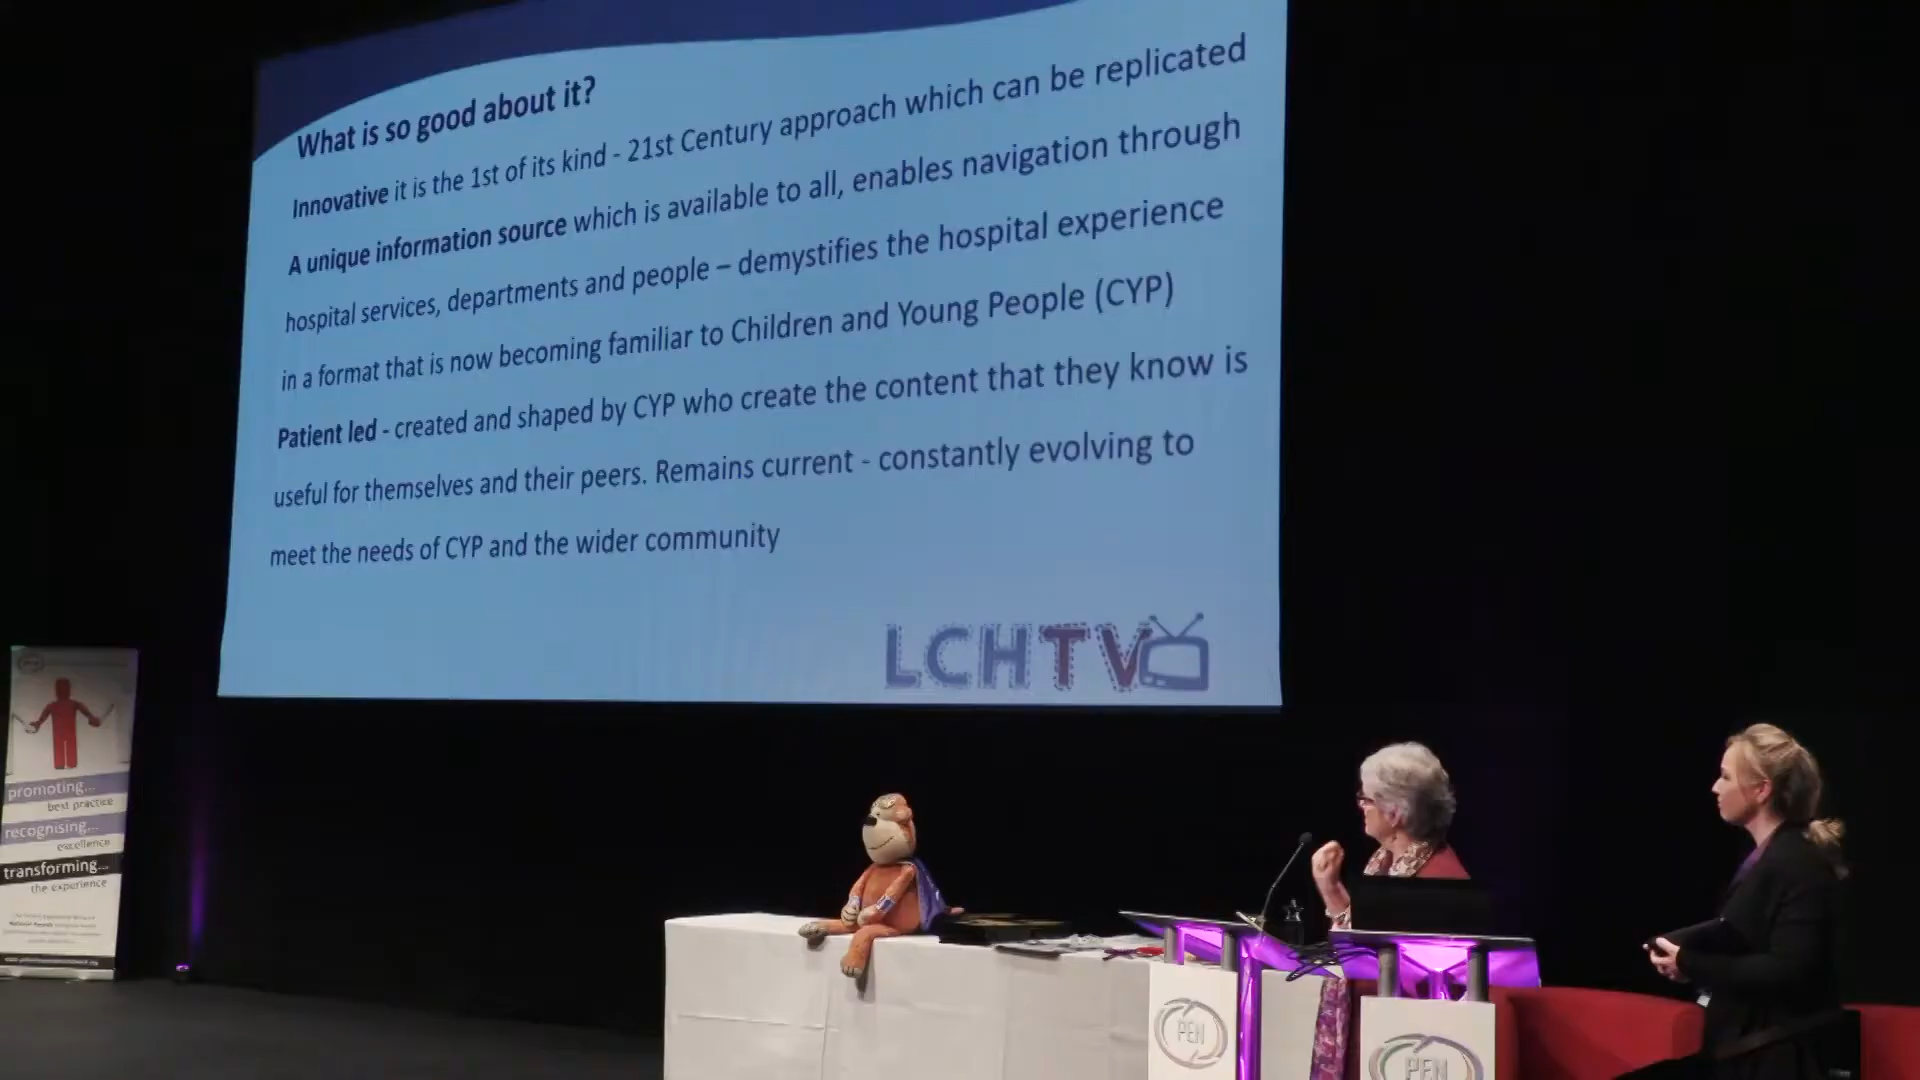 What is so good about it?
Innovative it is the 1st of its kind - 21st Century approach which can be replicated
A unique information source which is available to all, enables navigation through
hospital services, departments and people – demystifies the hospital experience
in a format that is now becoming familiar to Children and Young People (CYP)
Patient led - created and shaped by CYP who create the content that they know is
useful for themselves and their peers. Remains current - constantly evolving to
meet the needs of CYP and the wider community
LCHTV
promoting...
best practice
recognising...
excellence
transforming...
the experience
PEN
PEN